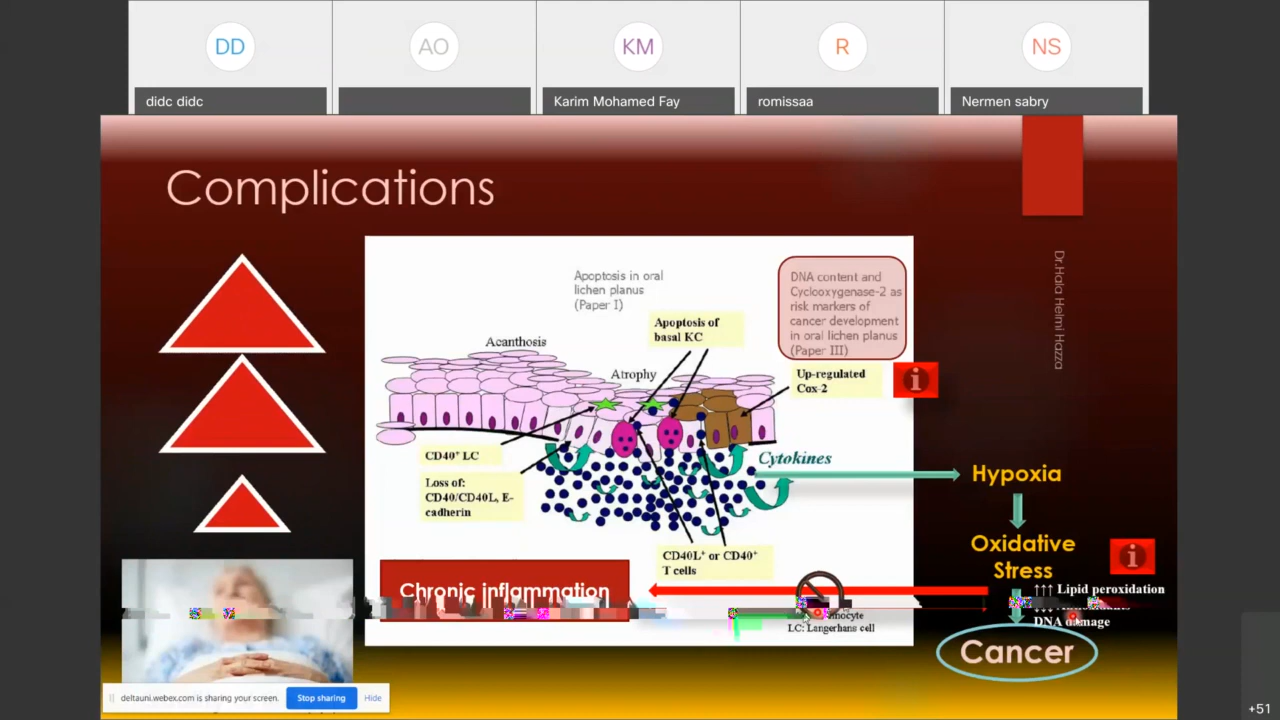 DD
AO
KM
R
NS
didc didc
Karim Mohamed Fay
romissaa
Nermen sabry
Complications
Dr.Hala Helmi Hazza
Apoptosis in oral
lichen planus
(Paper I)
DNA content and
Cyclooxygenase-2 as
risk markers of
cancer development
in oral lichen planus
(Paper III)
Apoptosis of
basal KC
Acanthosis
Atrophy
Up-regulated
Cox-2
i
CD40+ LC
Loss of:
CD40/CD40L, E-
cadherin
Cytokines
Hypoxia
CD40L+ or CD40+
T cells
Oxidative
Stress
i
Chronic inflammation
↑↑↑ Lipid peroxidation
DNA damage
LC: Langerhans cell
Cancer
deltauni.webex.com is sharing your screen.
Stop sharing
Hide
+51